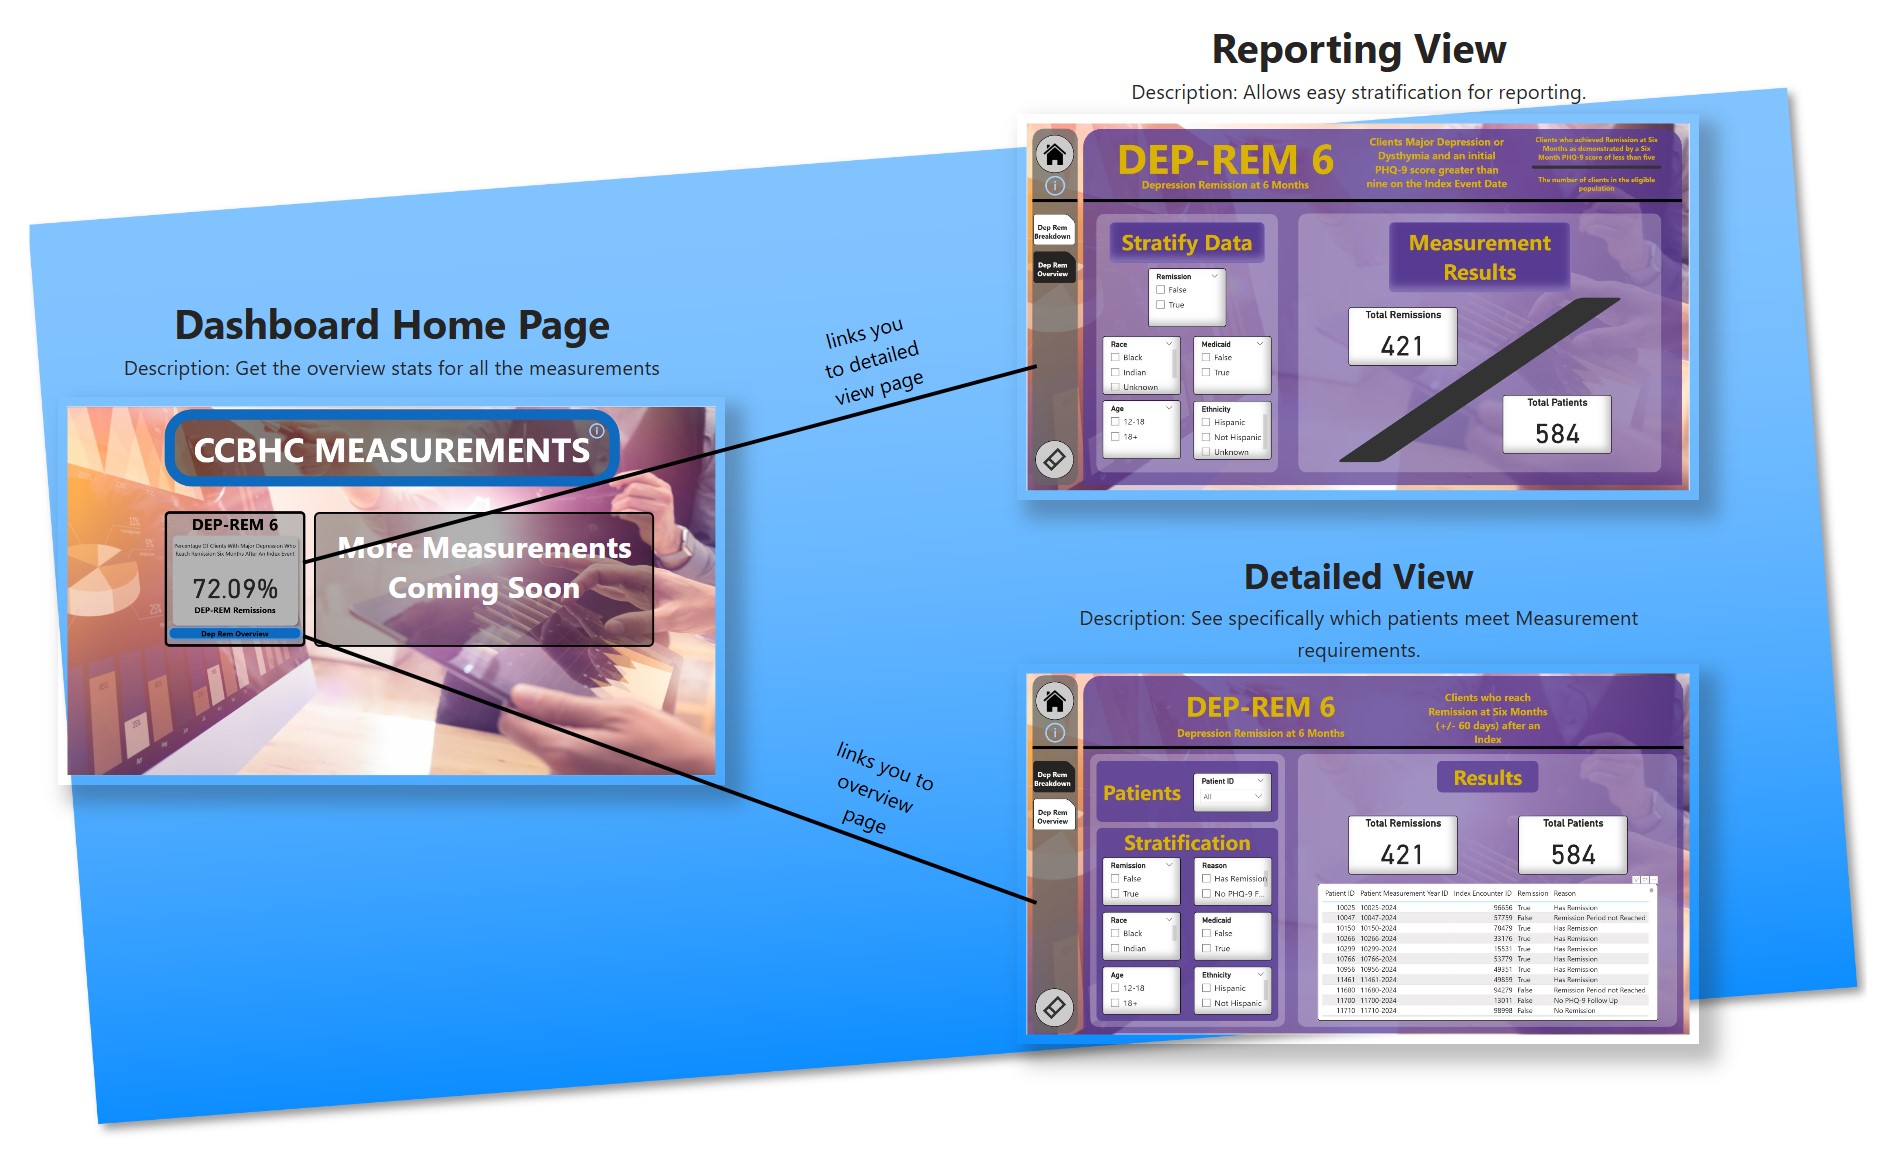 Reporting View
Description: Allows easy stratification for reporting.
DEP-REM 6
Depression Remission at 6 Months
Clients Major Depression or
Dysthymia and an initial
PHQ-9 score greater than
nine on the Index Event Date
Clients who achieved Remission at Six
Months as demonstrated by a Six
Month PHQ-9 score of less than five
The number of clients in the eligible
population
Dep Rem
Breakdown
Dep Rem
Overview
Stratify Data
Remission
False
True
Race
Black
Indian
Unknown
Medicaid
False
True
Age
12-18
18+
Ethnicity
Hispanic
Not Hispanic
Unknown
Measurement
Results
Total Remissions
421
Total Patients
584
Dashboard Home Page
Description: Get the overview stats for all the measurements
CCBHC MEASUREMENTS
DEP-REM 6
Percentage Of Clients With Major Depression Who
Reach Remission Six Months After An Index Event
72.09%
DEP-REM Remissions
Dep Rem Overview
More Measurements
Coming Soon
links you
to detailed
view page
links you to
overview
page
Detailed View
Description: See specifically which patients meet Measurement
requirements.
DEP-REM 6
Depression Remission at 6 Months
Clients who reach
Remission at Six Months
(+/- 60 days) after an
Index
Dep Rem
Breakdown
Dep Rem
Overview
Patients
Patient ID
All
Stratification
Remission
False
True
Reason
Has Remission
No PHQ-9 F...
Race
Black
Indian
Medicaid
False
True
Age
12-18
18+
Ethnicity
Hispanic
Not Hispanic
Results
Total Remissions
421
Total Patients
584
Patient ID Patient Measurement Year ID Index Encounter ID Remission Reason
10025 10025-2024 96656 True Has Remission
10047 10047-2024 57759 False Remission Period not Reached
10150 10150-2024 78479 True Has Remission
10266 10266-2024 33176 True Has Remission
10299 10299-2024 15531 True Has Remission
10766 10766-2024 53779 True Has Remission
10956 10956-2024 49351 True Has Remission
11461 11461-2024 49859 True Has Remission
11680 11680-2024 94279 False Remission Period not Reached
11700 11700-2024 13011 False No PHQ-9 Follow Up
11710 11710-2024 98998 False No Remission